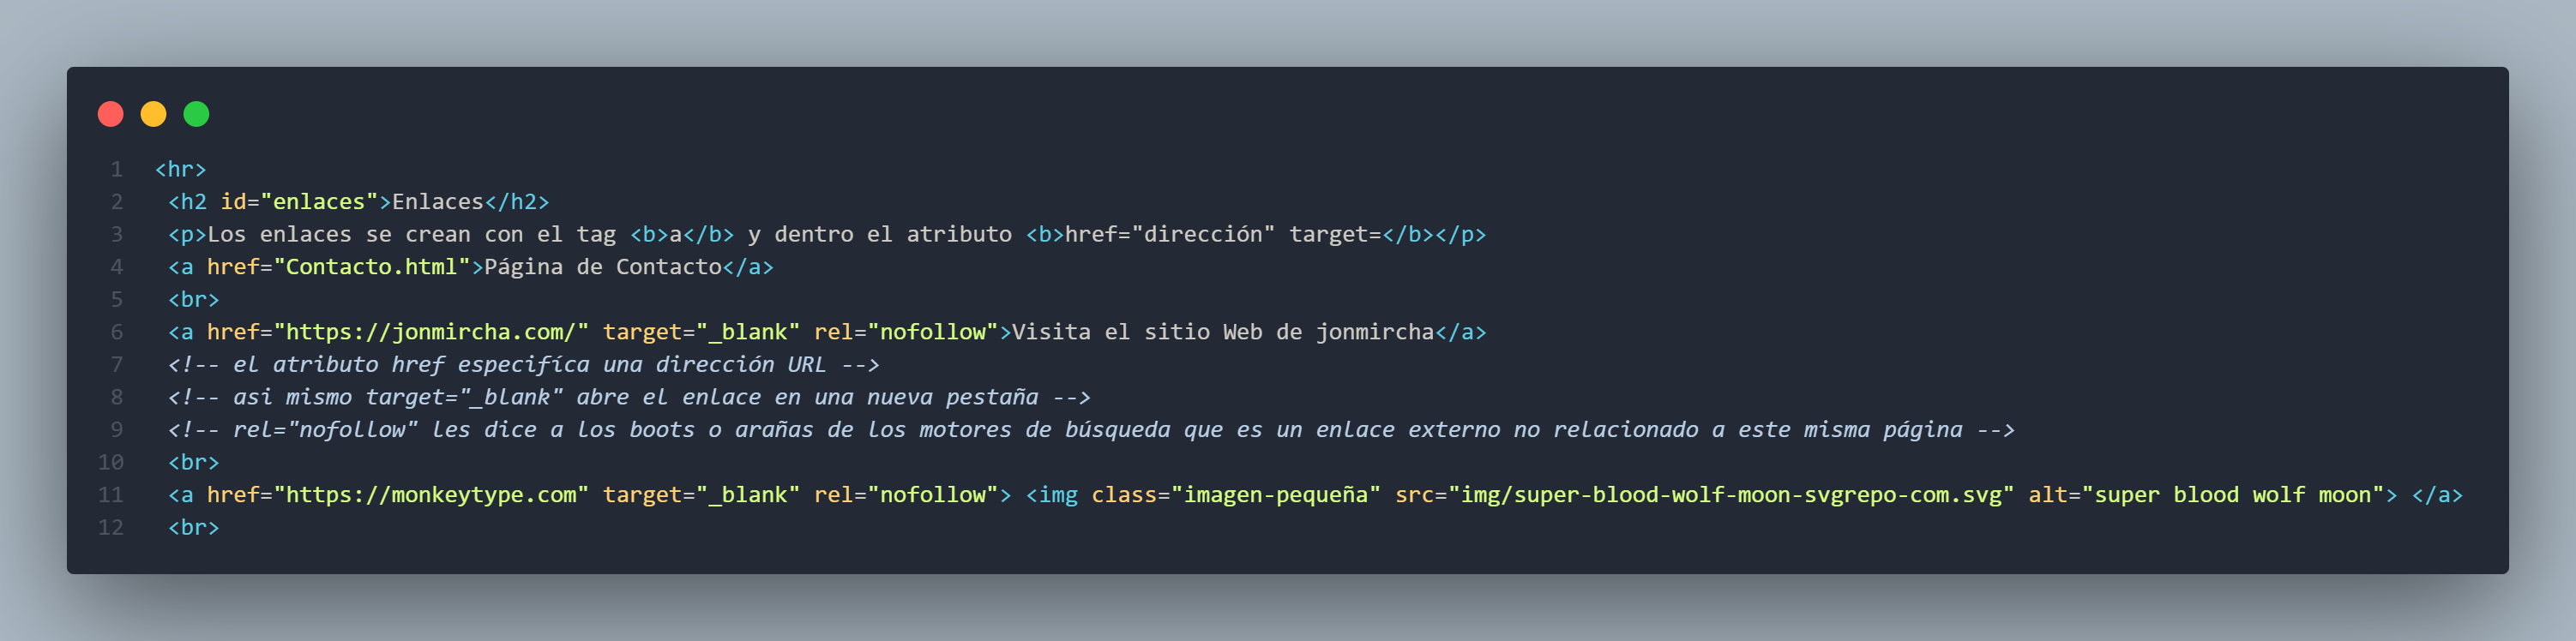 1 <hr>
2 <h2 id="enlaces">Enlaces</h2>
3 <p>Los enlaces se crean con el tag <b>a</b> y dentro el atributo <b>href="dirección" target=</b></p>
4 <a href="Contacto.html">Página de Contacto</a>
5 <br>
6 <a href="https://jonmircha.com/" target="_blank" rel="nofollow">Visita el sitio Web de jonmircha</a>
7 <!-- el atributo href especifíca una dirección URL -->
8 <!-- asi mismo target="_blank" abre el enlace en una nueva pestaña -->
9 <!-- rel="nofollow" les dice a los boots o arañas de los motores de búsqueda que es un enlace externo no relacionado a este misma página -->
10 <br>
11 <a href="https://monkeytype.com" target="_blank" rel="nofollow"> <img class="imagen-pequeña" src="img/super-blood-wolf-moon-svgrepo-com.svg" alt="super blood wolf moon"> </a>
12 <br>